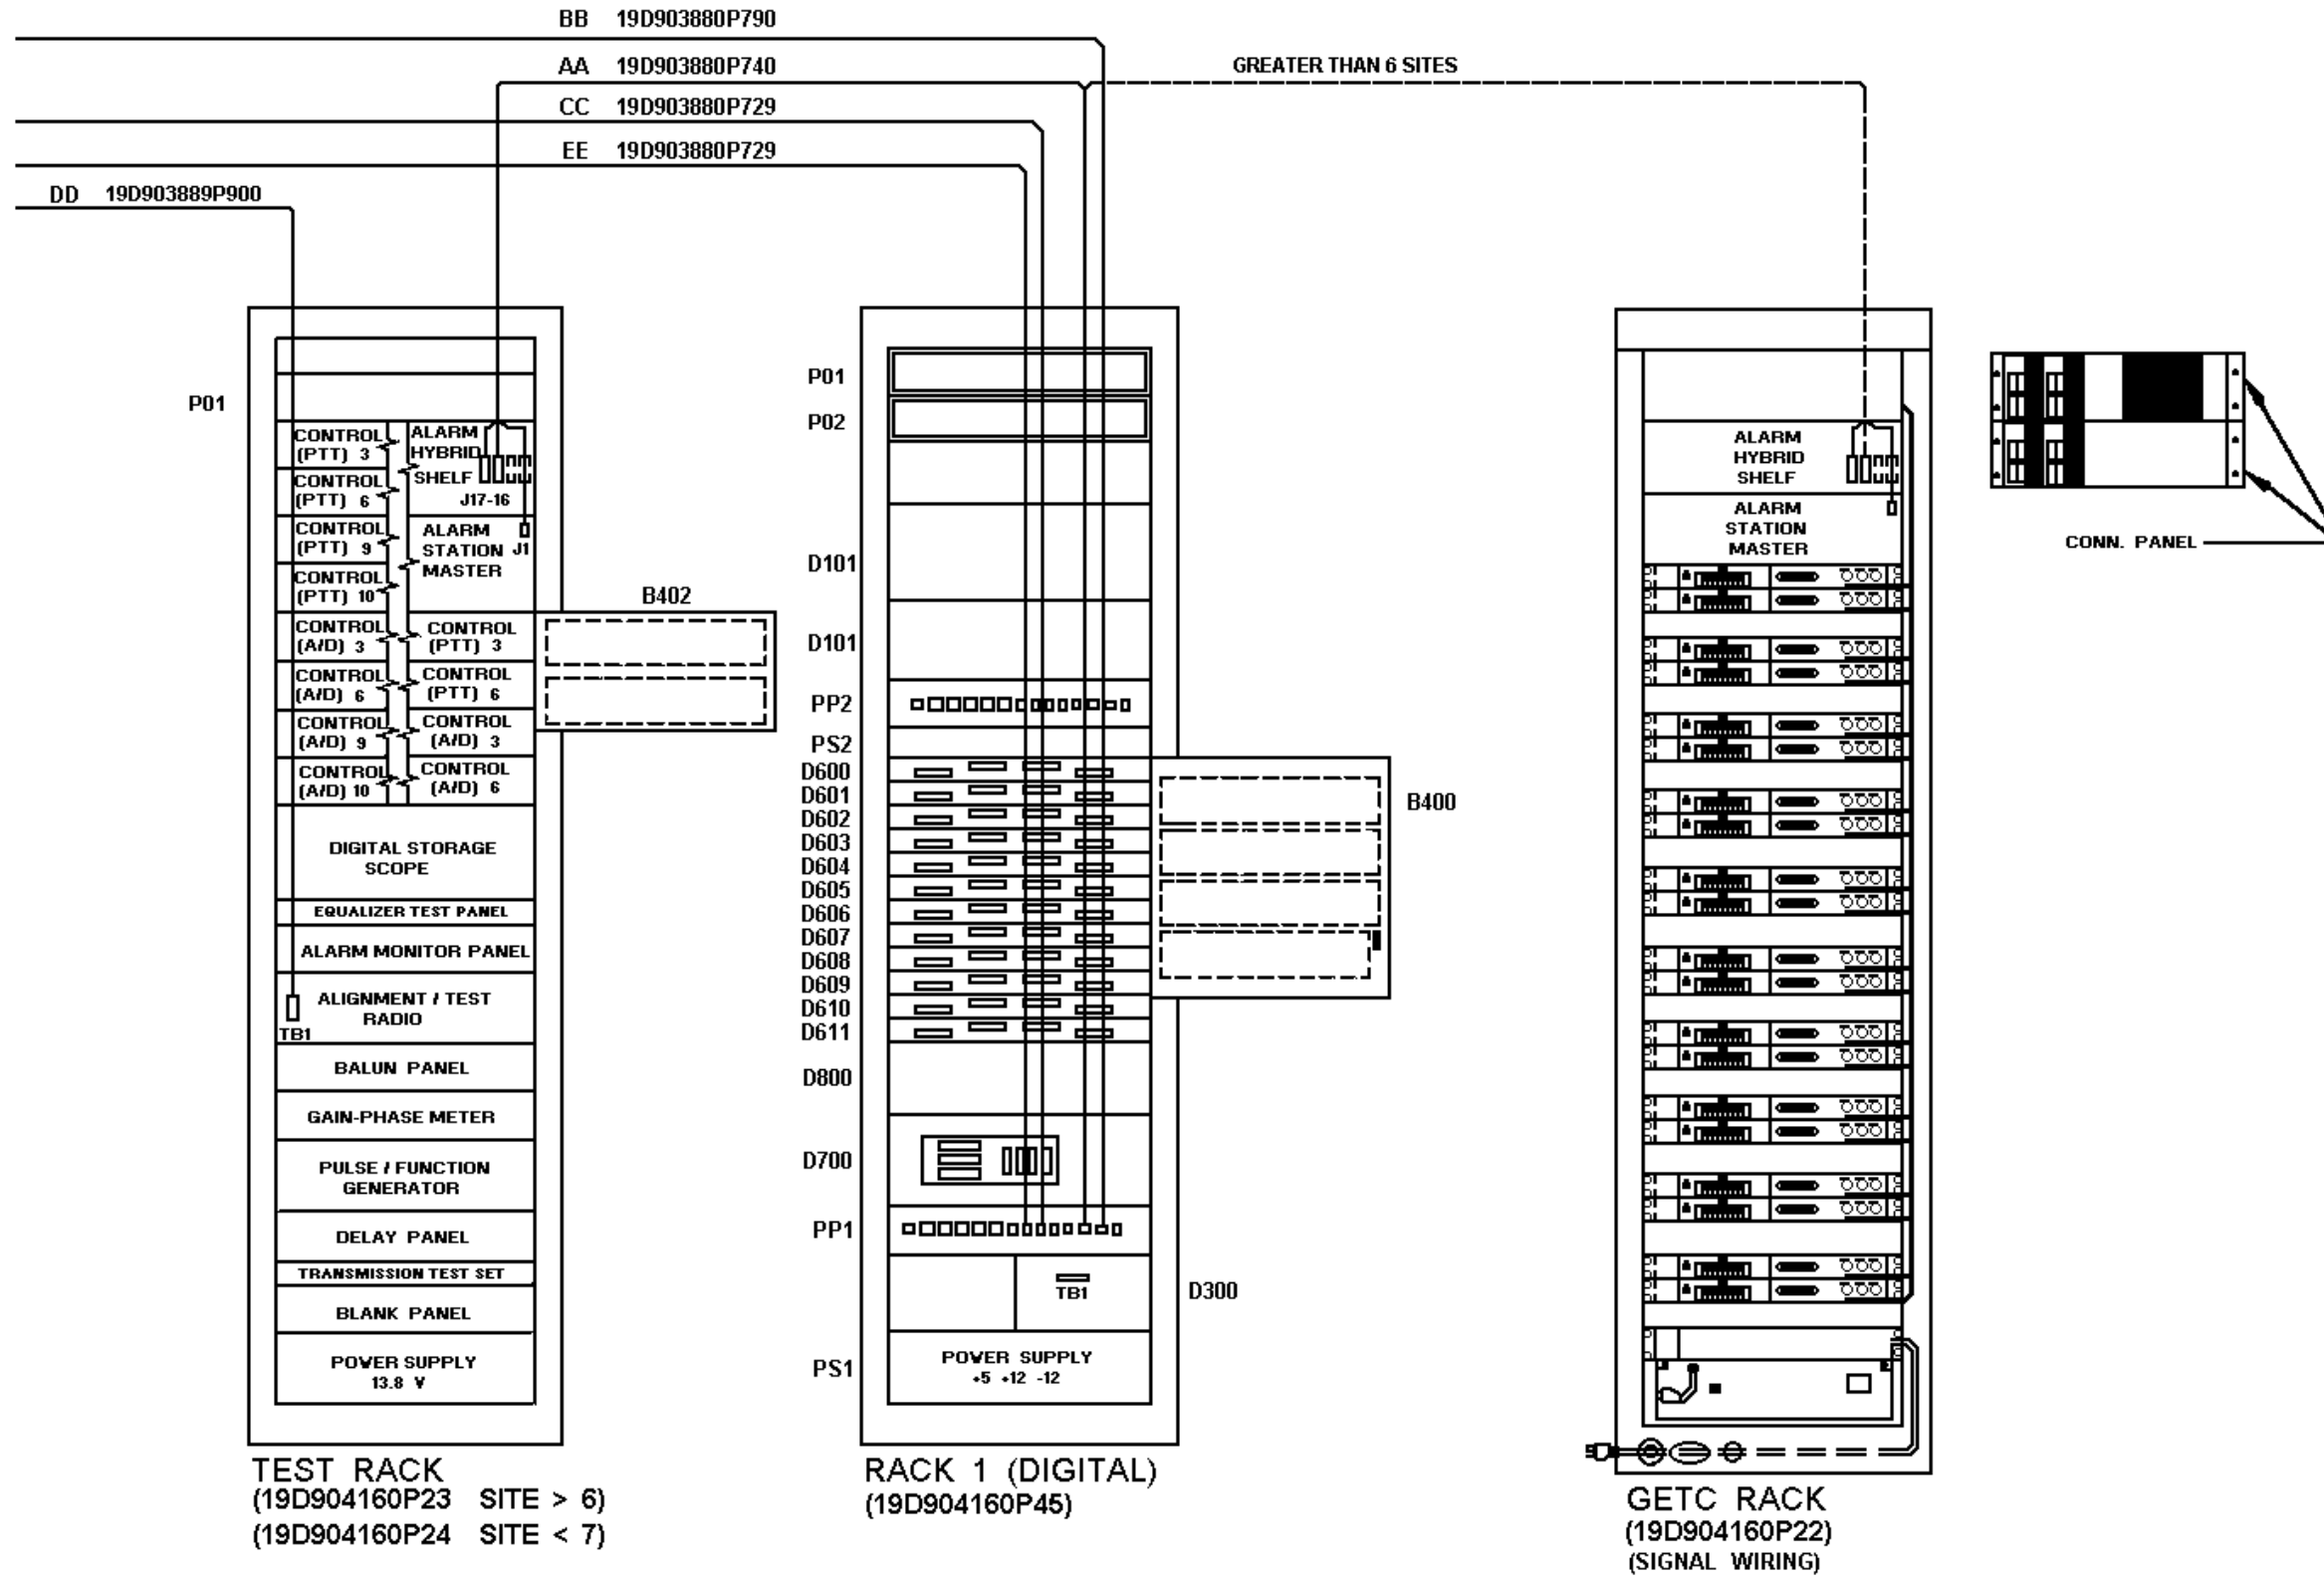 BB 19D903880P790
AA 19D903880P740
GREATER THAN 6 SITES
CC 19D903880P729
EE 19D903880P729
DD 19D903889P900
P01
CONTROL
(PTT) 3
CONTROL
(PTT) 6
CONTROL
(PTT) 9
CONTROL
(PTT) 10
CONTROL
(A/D) 3
CONTROL
(A/D) 6
CONTROL
(A/D) 9
CONTROL
(A/D) 10
ALARM
HYBRID
SHELF
J17-16
ALARM
STATION J1
MASTER
CONTROL
(PTT) 3
CONTROL
(PTT) 6
CONTROL
(A/D) 3
CONTROL
(A/D) 6
B402
DIGITAL STORAGE
SCOPE
EQUALIZER TEST PANEL
ALARM MONITOR PANEL
ALIGNMENT / TEST
RADIO
TB1
BALUN PANEL
GAIN-PHASE METER
PULSE / FUNCTION
GENERATOR
DELAY PANEL
TRANSMISSION TEST SET
BLANK PANEL
POWER SUPPLY
13.8 V
TEST RACK
(19D904160P23 SITE > 6)
(19D904160P24 SITE < 7)
P01
P02
D101
D101
PP2
PS2
D600
D601
D602
D603
D604
D605
D606
D607
D608
D609
D610
D611
D800
D700
PP1
PS1
B400
TB1
D300
POWER SUPPLY
+5 +12 -12
RACK 1 (DIGITAL)
(19D904160P45)
ALARM
HYBRID
SHELF
ALARM
STATION
MASTER
CONN. PANEL
GETC RACK
(19D904160P22)
(SIGNAL WIRING)